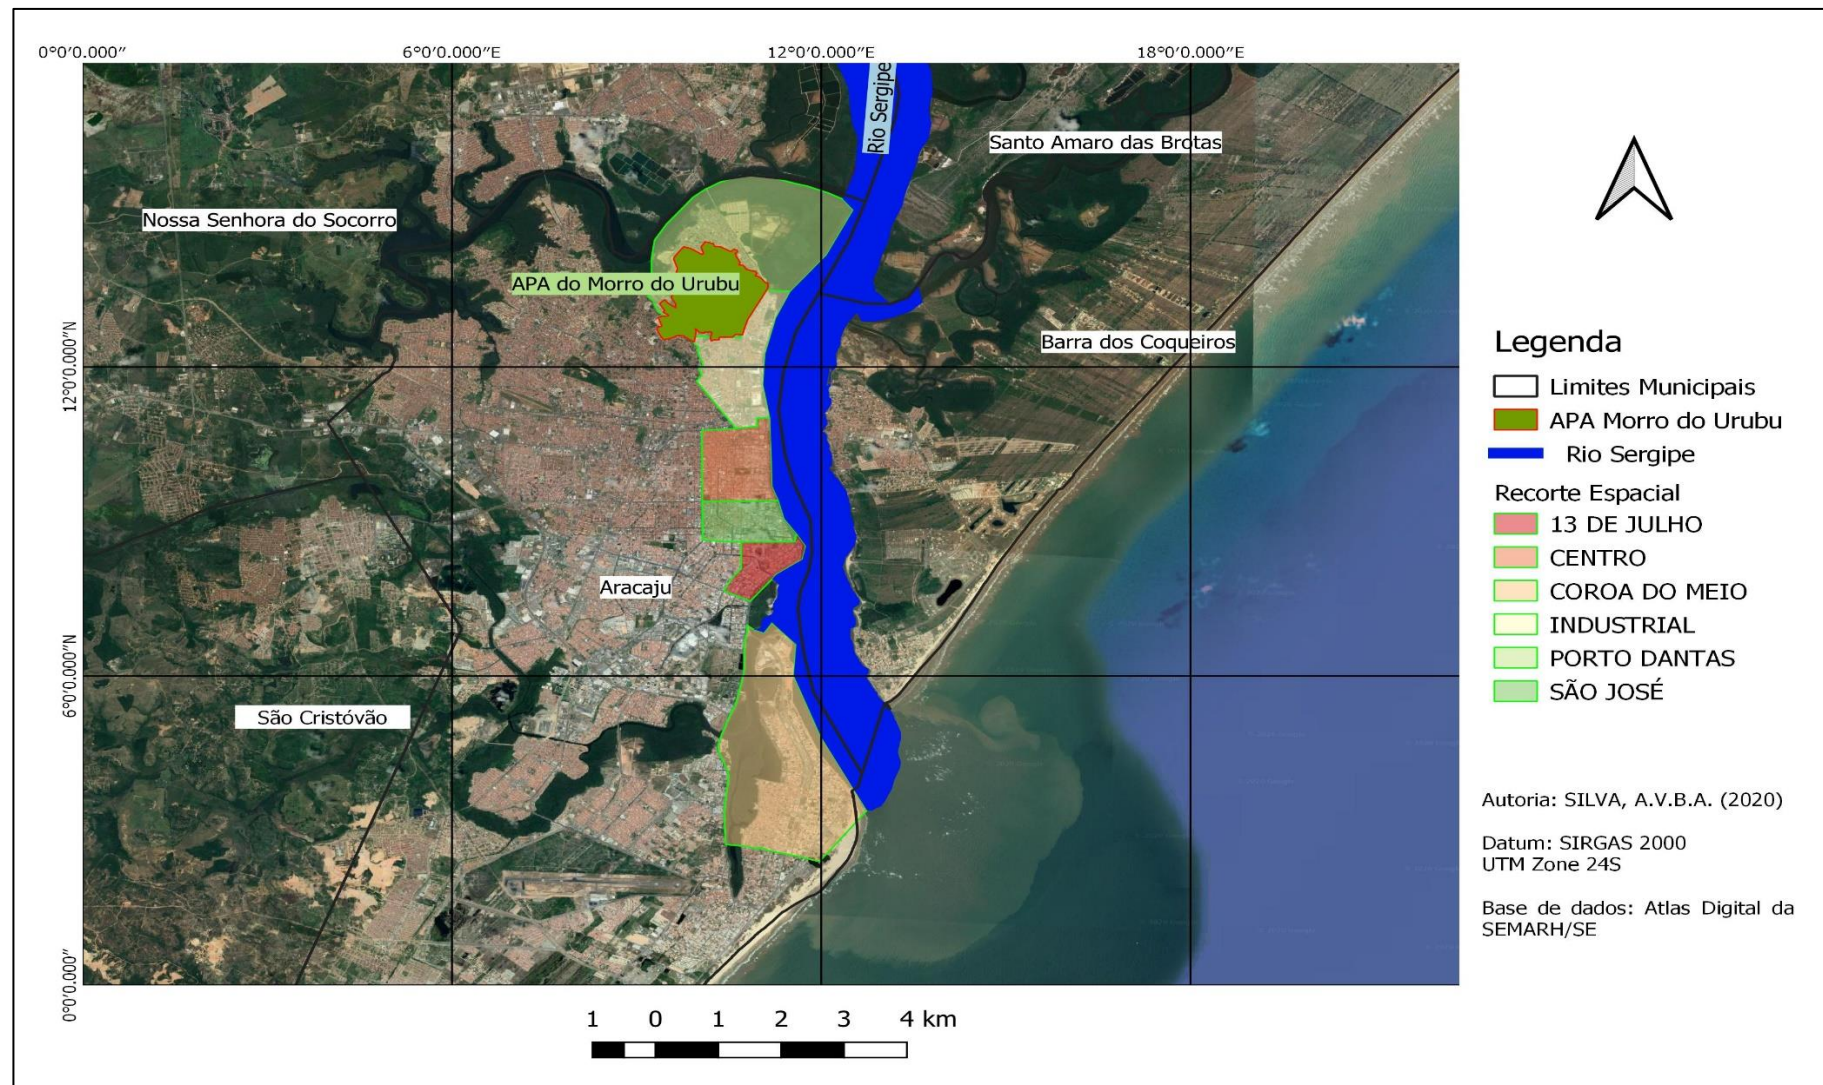 0°0′0.000″
6°0′0.000″E
12°0′0.000″E
18°0′0.000″E
Rio Sergipe
Santo Amaro das Brotas
Nossa Senhora do Socorro
APA do Morro do Urubu
Barra dos Coqueiros
12°0′0.000″N
Aracaju
6°0′0.000″N
São Cristóvão
0°0′0.000″
Legenda
Limites Municipais
APA Morro do Urubu
Rio Sergipe
Recorte Espacial
13 DE JULHO
CENTRO
COROA DO MEIO
INDUSTRIAL
PORTO DANTAS
SÃO JOSÉ
Autoria: SILVA, A.V.B.A. (2020)
Datum: SIRGAS 2000
UTM Zone 24S
Base de dados: Atlas Digital da
SEMARH/SE
1 0 1 2 3 4 km